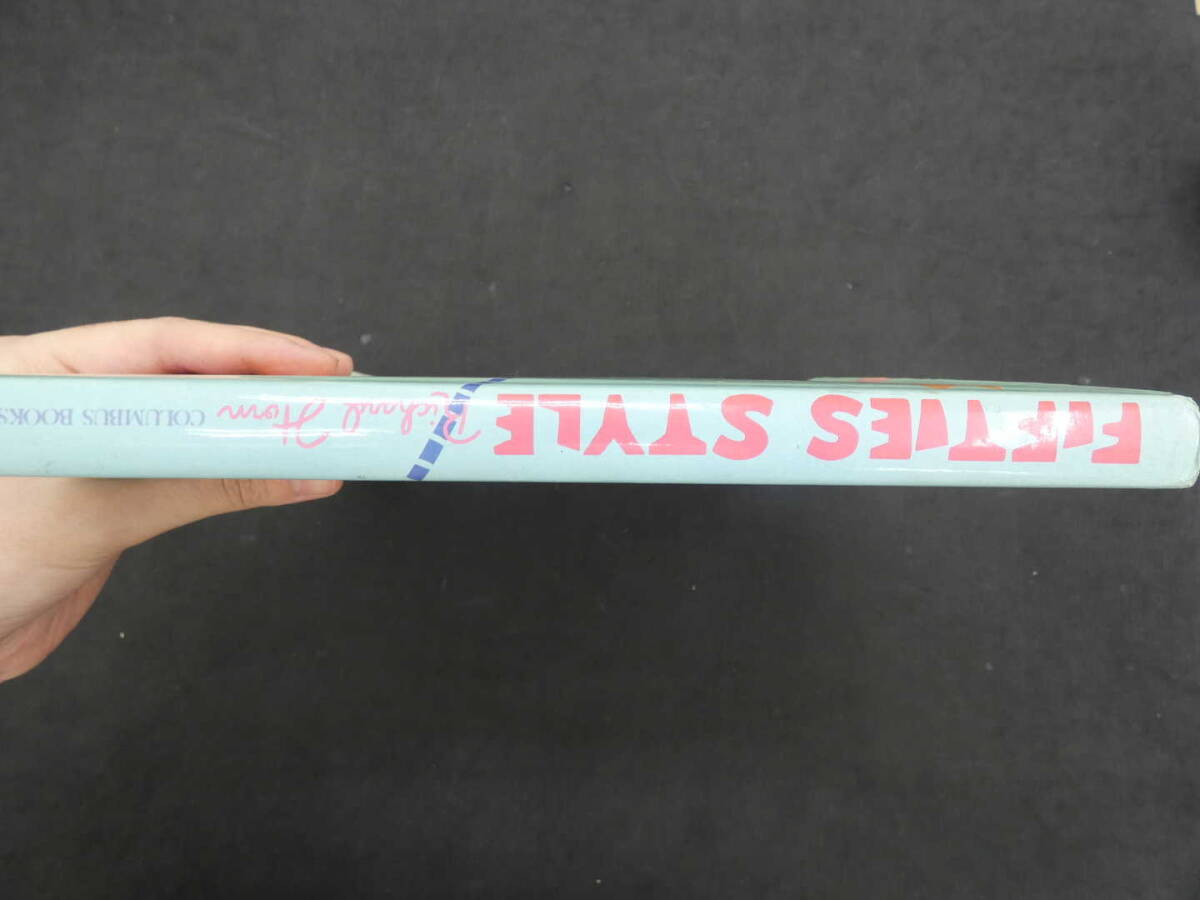 FIFTIES STYLE
Richard Horn
COLUMBUS BOOKS